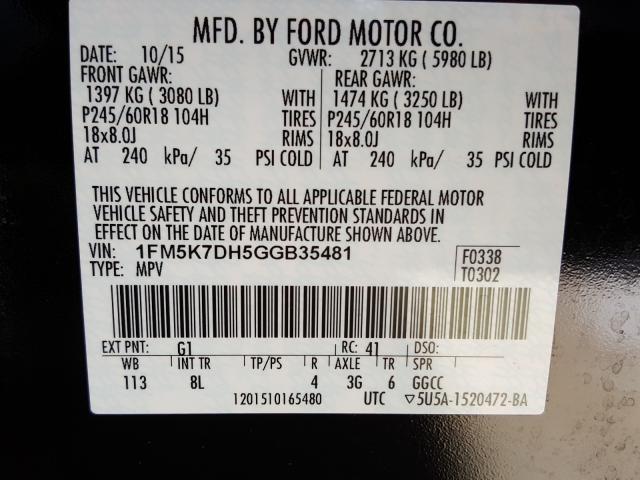 MFD. BY FORD MOTOR CO.
DATE: 10/15 GVWR: 2713 KG ( 5980 LB)
FRONT GAWR: REAR GAWR:
1397 KG ( 3080 LB) WITH 1474 KG ( 3250 LB) WITH
P245/60R18 104H TIRES P245/60R18 104H TIRES
18x8.0J RIMS 18x8.0J RIMS
AT 240 kPa/ 35 PSI COLD AT 240 kPa/ 35 PSI COLD
THIS VEHICLE CONFORMS TO ALL APPLICABLE FEDERAL MOTOR
VEHICLE SAFETY AND THEFT PREVENTION STANDARDS IN
EFFECT ON THE DATE OF MANUFACTURE SHOWN ABOVE.
VIN: 1FM5K7DH5GGB35481 F0338
TYPE: MPV T0302
EXT PNT: G1 RC: 41 DSO:
WB INT TR TP/PS R AXLE TR SPR
113 8L 4 3G 6 GGCC
1201510165480 UTC ▽5U5A-1520472-BA